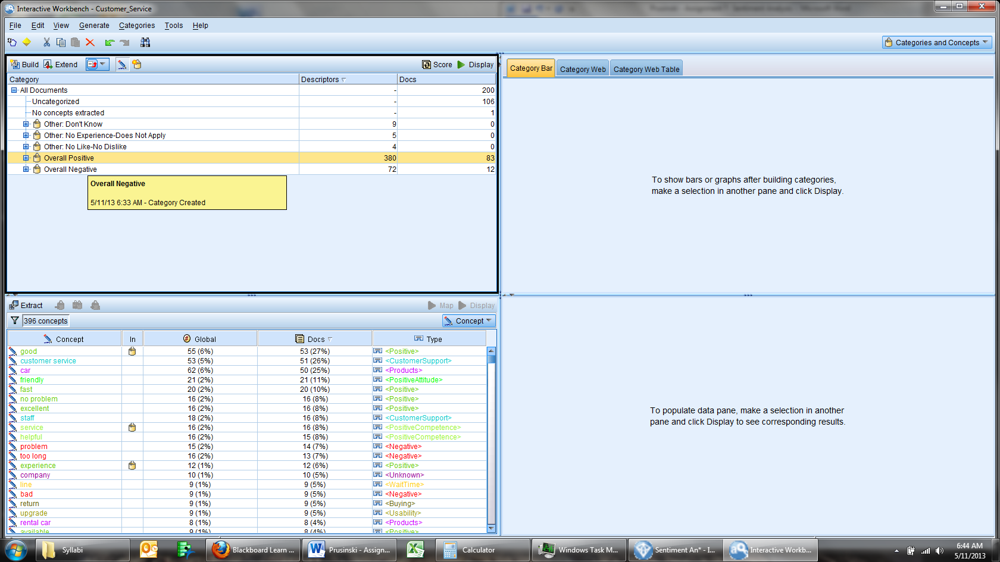 Interactive Workbench - Customer_Service
File Edit View Generate Categories Tools Help
Categories and Concepts
Build Extend Score Display
Category Descriptors Docs
All Documents - 200
Uncategorized - 106
No concepts extracted - 1
Other: Don't Know 9 0
Other: No Experience-Does Not Apply 5 0
Other: No Like-No Dislike 4 0
Overall Positive 380 83
Overall Negative 72 12
Overall Negative
5/11/13 6:33 AM - Category Created
Category Bar Category Web Category Web Table
To show bars or graphs after building categories,
make a selection in another pane and click Display.
Extract Map Display
396 concepts Concept
Concept In Global Docs Type
good 55 (6%) 53 (27%) <Positive>
customer service 53 (5%) 51 (26%) <CustomerSupport>
car 62 (6%) 50 (25%) <Products>
friendly 21 (2%) 21 (11%) <PositiveAttitude>
fast 20 (2%) 20 (10%) <Positive>
no problem 16 (2%) 16 (8%) <Positive>
excellent 16 (2%) 16 (8%) <Positive>
staff 18 (2%) 16 (8%) <CustomerSupport>
service 16 (2%) 16 (8%) <PositiveCompetence>
helpful 16 (2%) 15 (8%) <PositiveCompetence>
problem 15 (2%) 14 (7%) <Negative>
too long 16 (2%) 13 (7%) <Negative>
experience 12 (1%) 12 (6%) <Positive>
company 10 (1%) 10 (5%) <Unknown>
line 9 (1%) 9 (5%) <WaitTime>
bad 9 (1%) 9 (5%) <Negative>
return 9 (1%) 9 (5%) <Buying>
upgrade 9 (1%) 9 (5%) <Usability>
rental car 8 (1%) 8 (4%) <Products>
available 9 (1%) 8 (4%) <Positive>
To populate data pane, make a selection in another
pane and click Display to see corresponding results.
Syllabi
Blackboard Learn ...
Prusinski - Assign...
Calculator
Windows Task M...
Sentiment An* - I...
Interactive Workb...
6:44 AM
5/11/2013